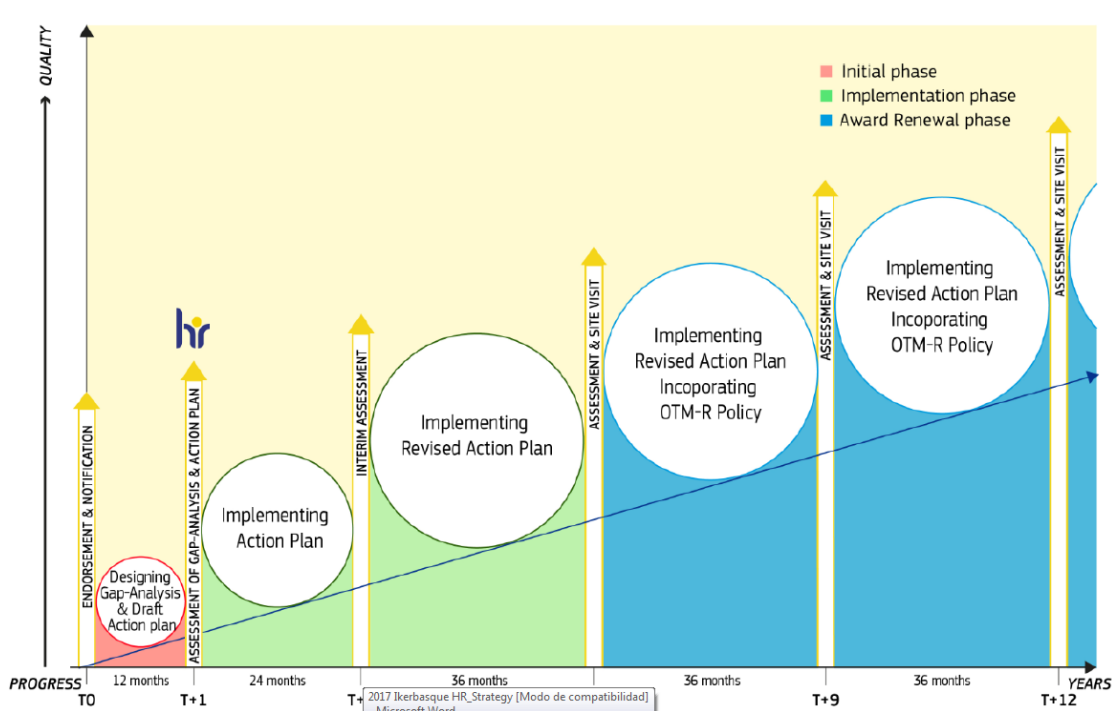 QUALITY
Initial phase
Implementation phase
Award Renewal phase
hr
ENDORSEMENT & NOTIFICATION
Designing
Gap-Analysis
& Draft
Action plan
ASSESSMENT OF GAP-ANALYSIS & ACTION PLAN
Implementing
Action Plan
INTERIM ASSESSMENT
Implementing
Revised Action Plan
ASSESSMENT & SITE VISIT
Implementing
Revised Action Plan
Incoporating
OTM-R Policy
ASSESSMENT & SITE VISIT
Implementing
Revised Action Plan
Incoporating
OTM-R Policy
ASSESSMENT & SITE VISIT
PROGRESS
12 months
24 months
36 months
36 months
36 months
YEARS
T0
T+1
T+
2017 Ikerbasque HR_Strategy [Modo de compatibilidad]
Microsoft Word
T+9
T+12